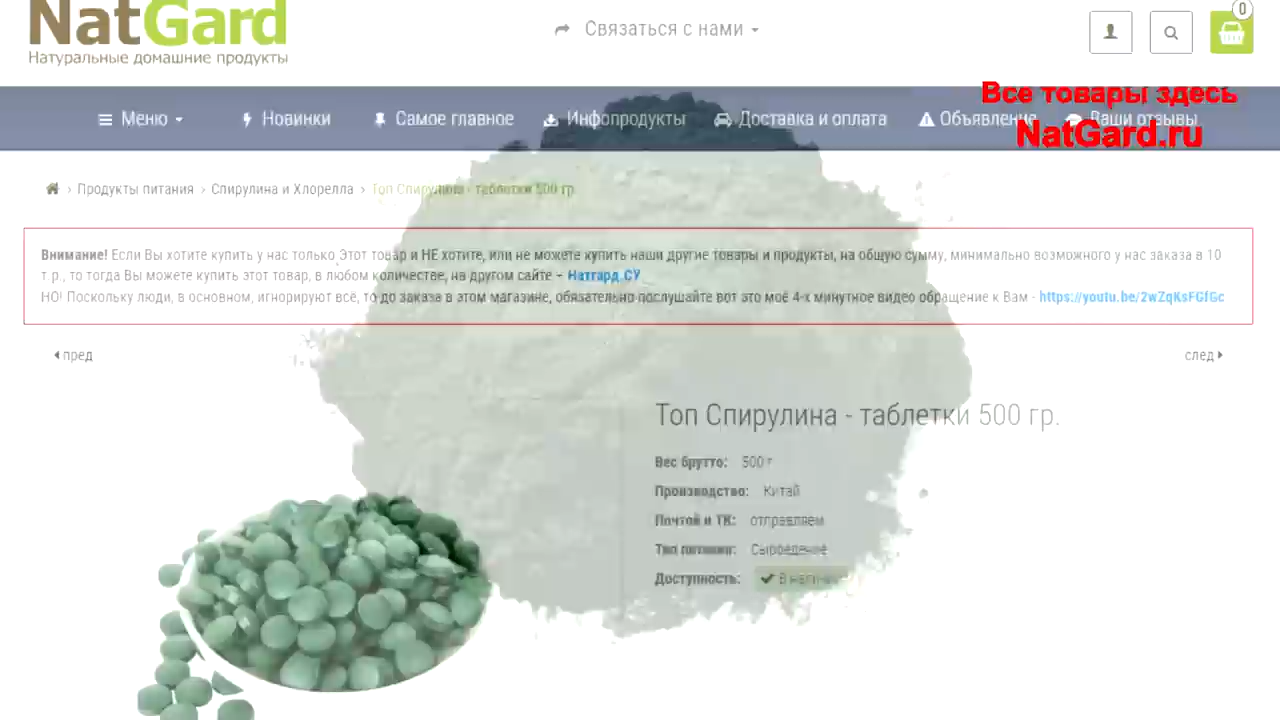 NatGard
Натуральные домашние продукты
Связаться с нами
0
Все товары здесь
NatGard.ru
Меню
Новинки
Самое главное
Инфопродукты
Доставка и оплата
Объявление
Ваши отзывы
Продукты питания › Спирулина и Хлорелла › Топ Спирулина - таблетки 500 гр.
Внимание! Если Вы хотите купить у нас только Этот товар и НЕ хотите, или не можете купить наши другие товары и продукты, на общую сумму, минимально возможного у нас заказа в 10
т.р., то тогда Вы можете купить этот товар, в любом количестве, на другом сайте - Натгард.СУ
НО! Поскольку люди, в основном, игнорируют всё, то до заказа в этом магазине, обязательно послушайте вот это моё 4-х минутное видео обращение к Вам - https://youtu.be/2wZqKsFGfGc
пред
след
Топ Спирулина - таблетки 500 гр.
Вес брутто: 500 г
Производство: Китай
Почтой и ТК: отправляем
Тип питания: Сыроедение
Доступность: В наличии